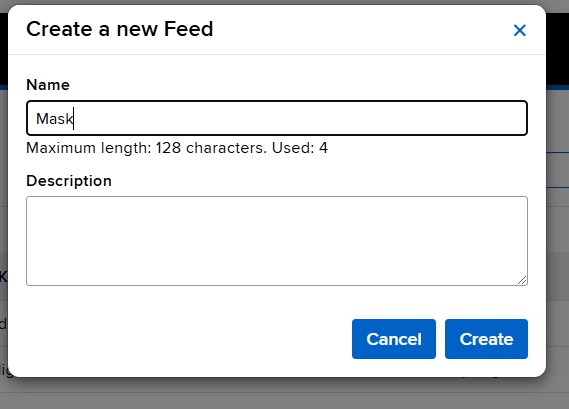 Create a new Feed
Name
Mask
Maximum length: 128 characters. Used: 4
Description
Cancel
Create